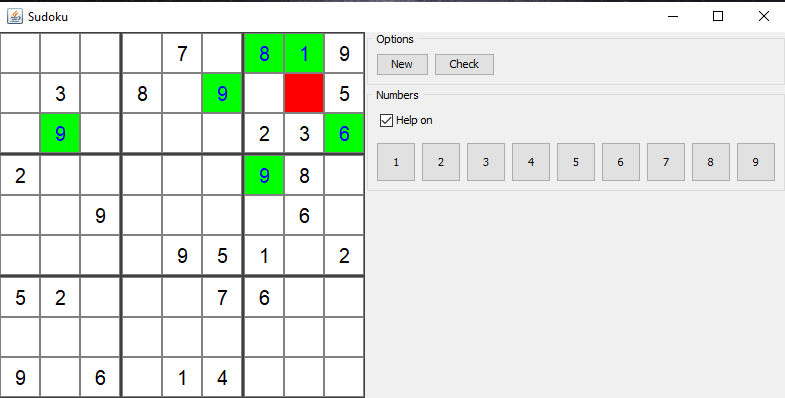 Sudoku
Options
New Check
Numbers
Help on
1 2 3 4 5 6 7 8 9
7 8 1 9
3 8 9 5
9 2 3 6
2 9 8
9 6
9 5 1 2
5 2 7 6
9 6 1 4